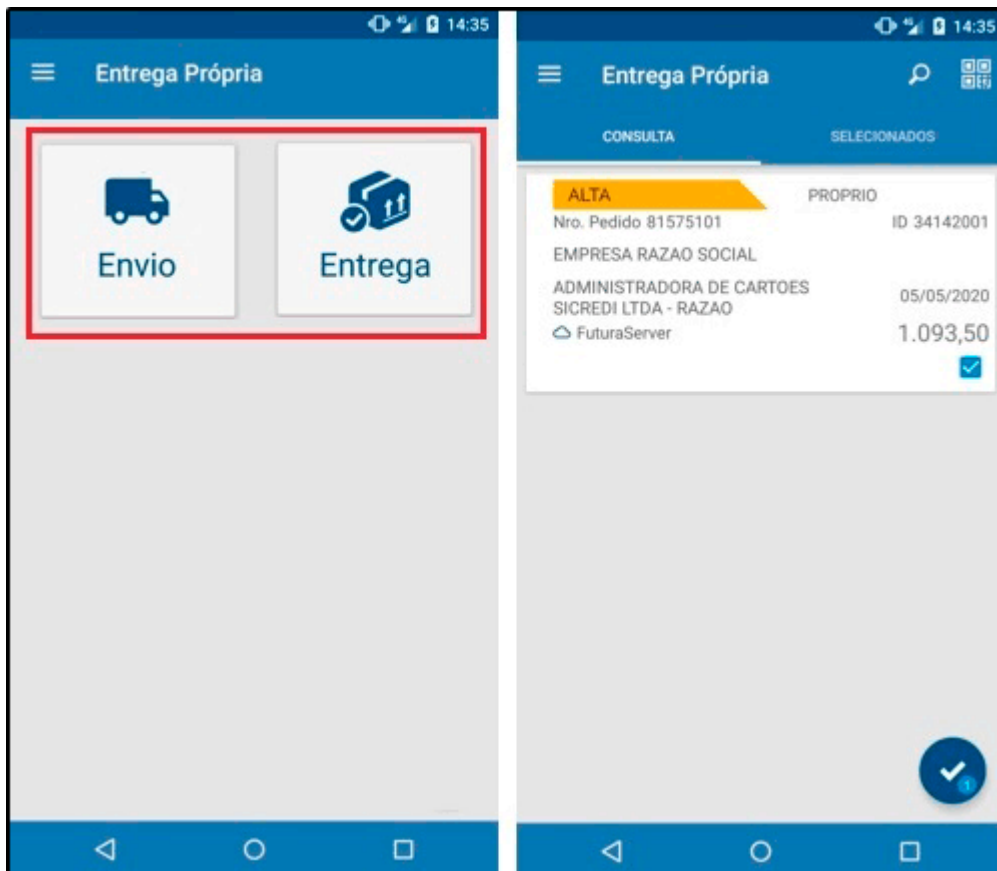 14:35
Entrega Própria
Envio
Entrega
14:35
Entrega Própria
CONSULTA SELECIONADOS
ALTA PROPRIO
Nro. Pedido 81575101 ID 34142001
EMPRESA RAZAO SOCIAL
ADMINISTRADORA DE CARTOES
SICREDI LTDA - RAZAO 05/05/2020
FuturaServer 1.093,50
1